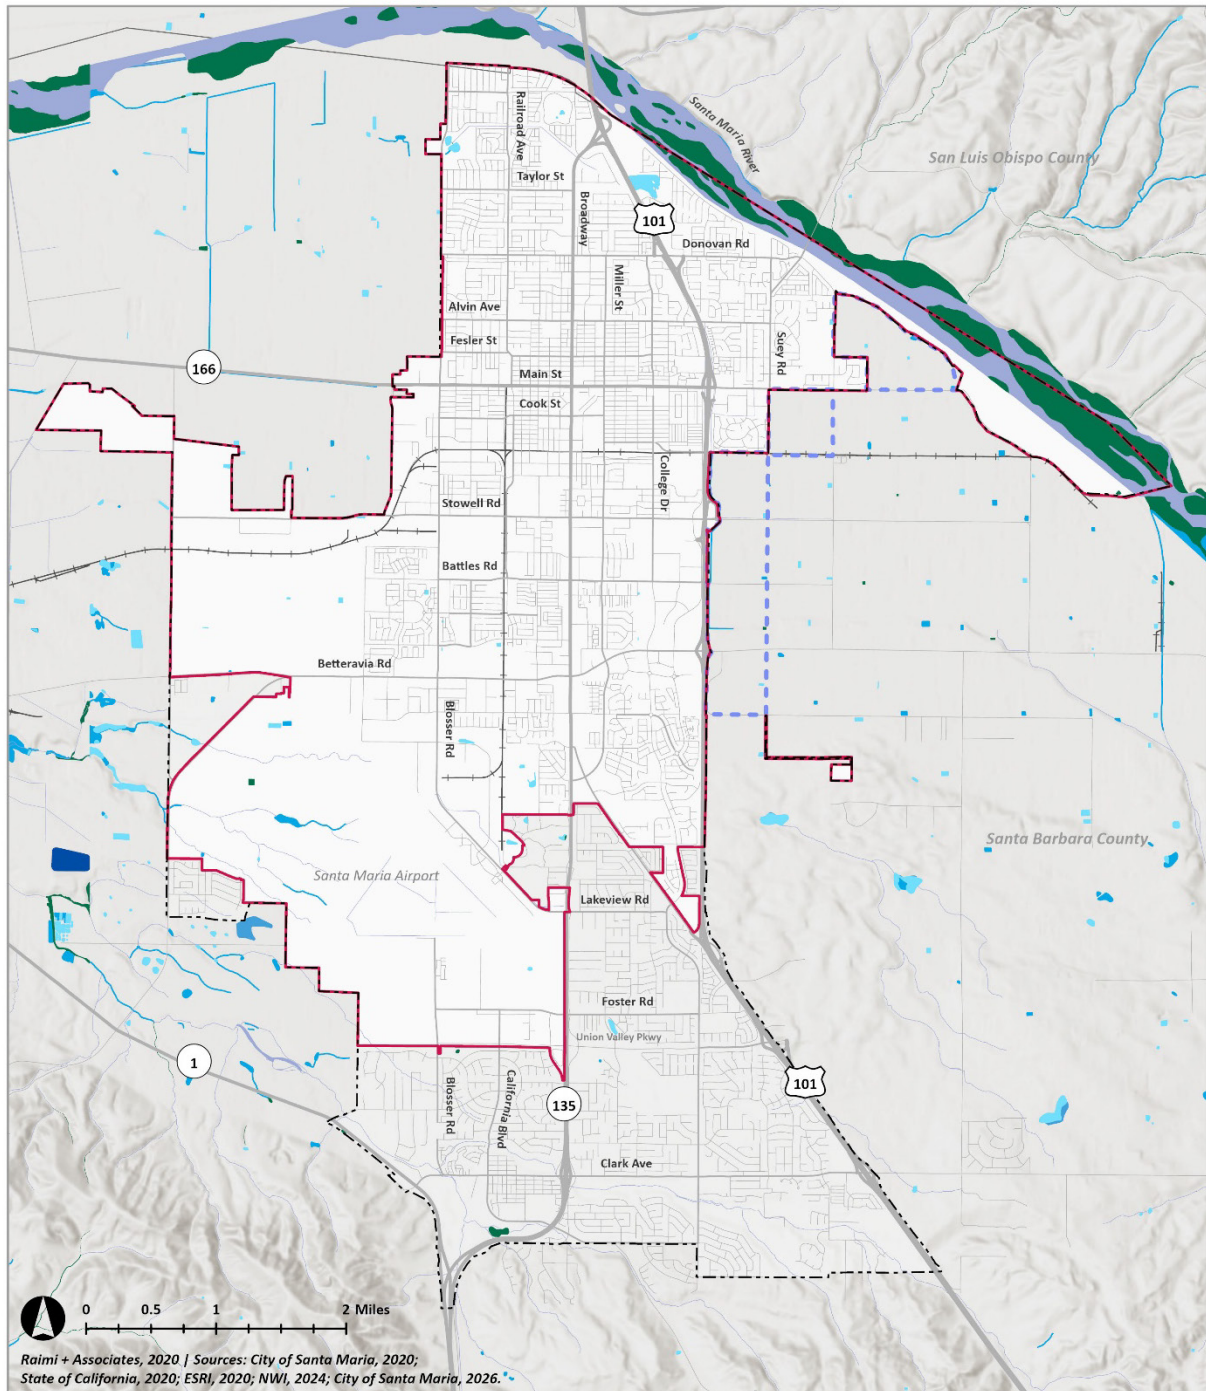 Santa Maria River
San Luis Obispo County
Railroad Ave
Taylor St
Broadway
101
Donovan Rd
Miller St
Alvin Ave
Fesler St
Suey Rd
166
Main St
Cook St
College Dr
Stowell Rd
Battles Rd
Betteravia Rd
Blosser Rd
Santa Barbara County
Santa Maria Airport
Lakeview Rd
Foster Rd
Union Valley Pkwy
1
101
Blosser Rd
California Blvd
135
Clark Ave
0 0.5 1 2 Miles
Raimi + Associates, 2020 | Sources: City of Santa Maria, 2020;
State of California, 2020; ESRI, 2020; NWI, 2024; City of Santa Maria, 2026.